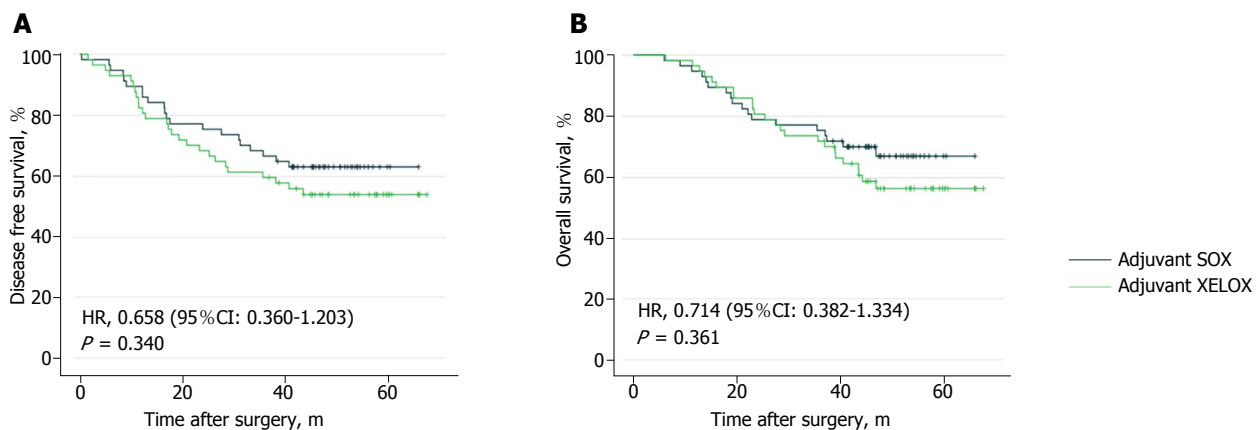 A
100
80
60
40
20
0
Disease free survival, %
HR, 0.658 (95%CI: 0.360-1.203)
P = 0.340
0 20 40 60
Time after surgery, m
B
100
80
60
40
20
0
Overall survival, %
HR, 0.714 (95%CI: 0.382-1.334)
P = 0.361
0 20 40 60
Time after surgery, m
Adjuvant SOX
Adjuvant XELOX